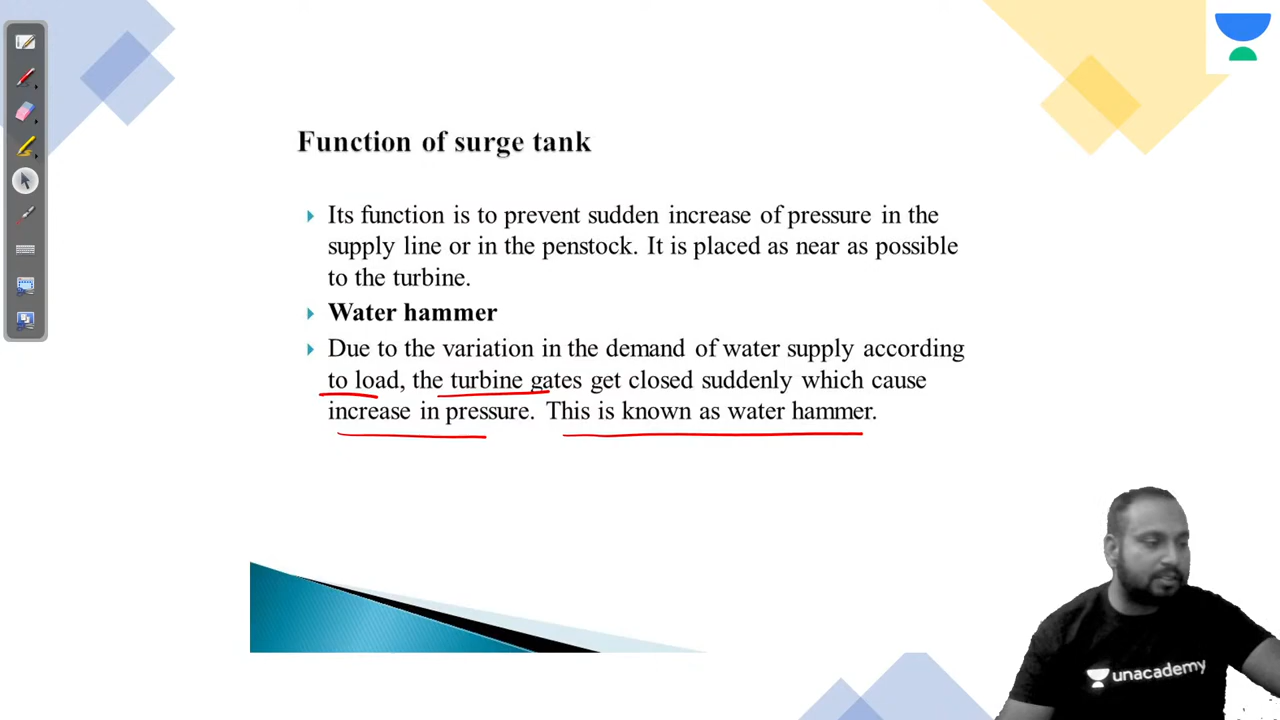 Function of surge tank
Its function is to prevent sudden increase of pressure in the
supply line or in the penstock. It is placed as near as possible
to the turbine.
Water hammer
Due to the variation in the demand of water supply according
to load, the turbine gates get closed suddenly which cause
increase in pressure. This is known as water hammer.
unacademy